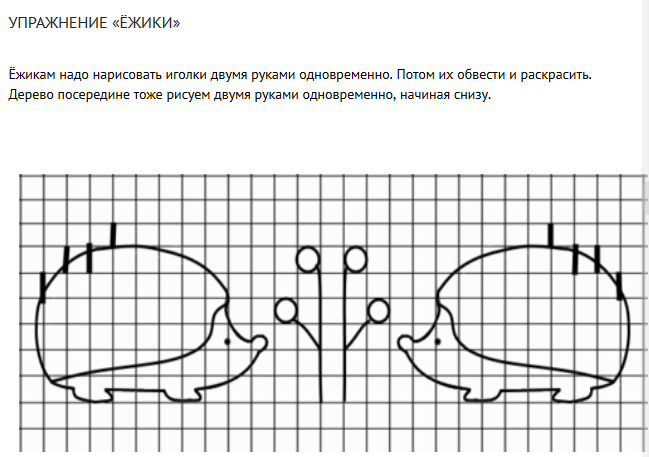 УПРАЖНЕНИЕ «ЁЖИКИ»
Ёжикам надо нарисовать иголки двумя руками одновременно. Потом их обвести и раскрасить.
Дерево посередине тоже рисуем двумя руками одновременно, начиная снизу.